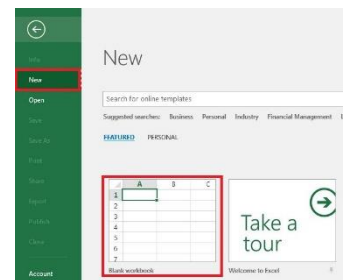 Info
New
Open
Save
Save As
Print
Share
Export
Publish
Close
Account
New
Search for online templates
Suggested searches: Business Personal Industry Financial Management
FEATURED PERSONAL
A B C
1
2
3
4
5
6
7
Blank workbook
Take a
tour
Welcome to Excel